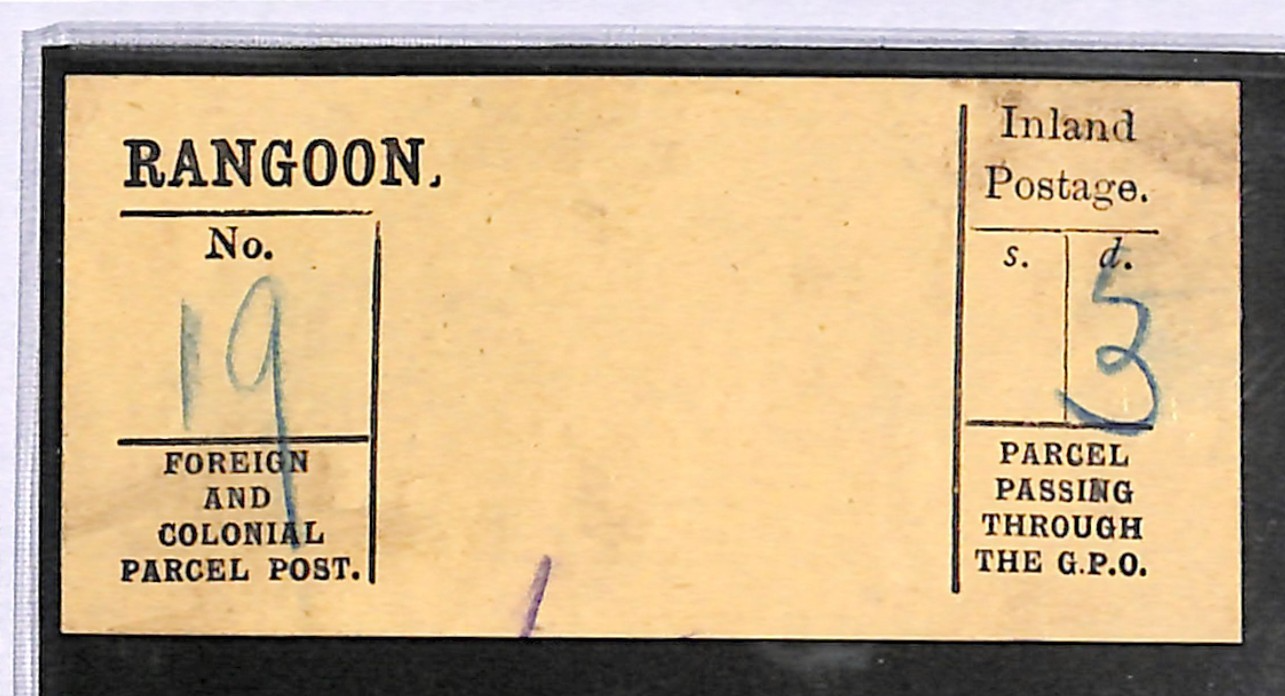 RANGOON.
No.
19
FOREIGN
AND
COLONIAL
PARCEL POST.
Inland
Postage.
s. d.
3
PARCEL
PASSING
THROUGH
THE G.P.O.